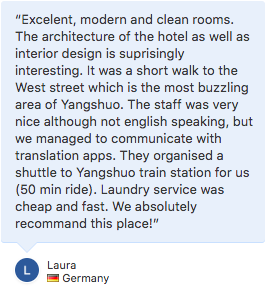 “Excelent, modern and clean rooms.
The architecture of the hotel as well as
interior design is suprisingly
interesting. It was a short walk to the
West street which is the most buzzling
area of Yangshuo. The staff was very
nice although not english speaking, but
we managed to communicate with
translation apps. They organised a
shuttle to Yangshuo train station for us
(50 min ride). Laundry service was
cheap and fast. We absolutely
recommand this place!”
L
Laura
Germany